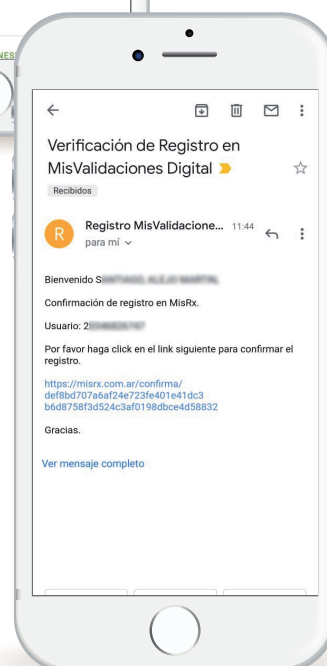 NES
Verificación de Registro en
MisValidaciones Digital
Recibidos
R
Registro MisValidacione... 11:44
para mí
Bienvenido S
Confirmación de registro en MisRx.
Usuario: 2
Por favor haga click en el link siguiente para confirmar el
registro.
https://misrx.com.ar/confirma/
def8bd707a6af24e723fe401e41dc3
b6d8758f3d524c3af0198dbce4d58832
Gracias.
Ver mensaje completo